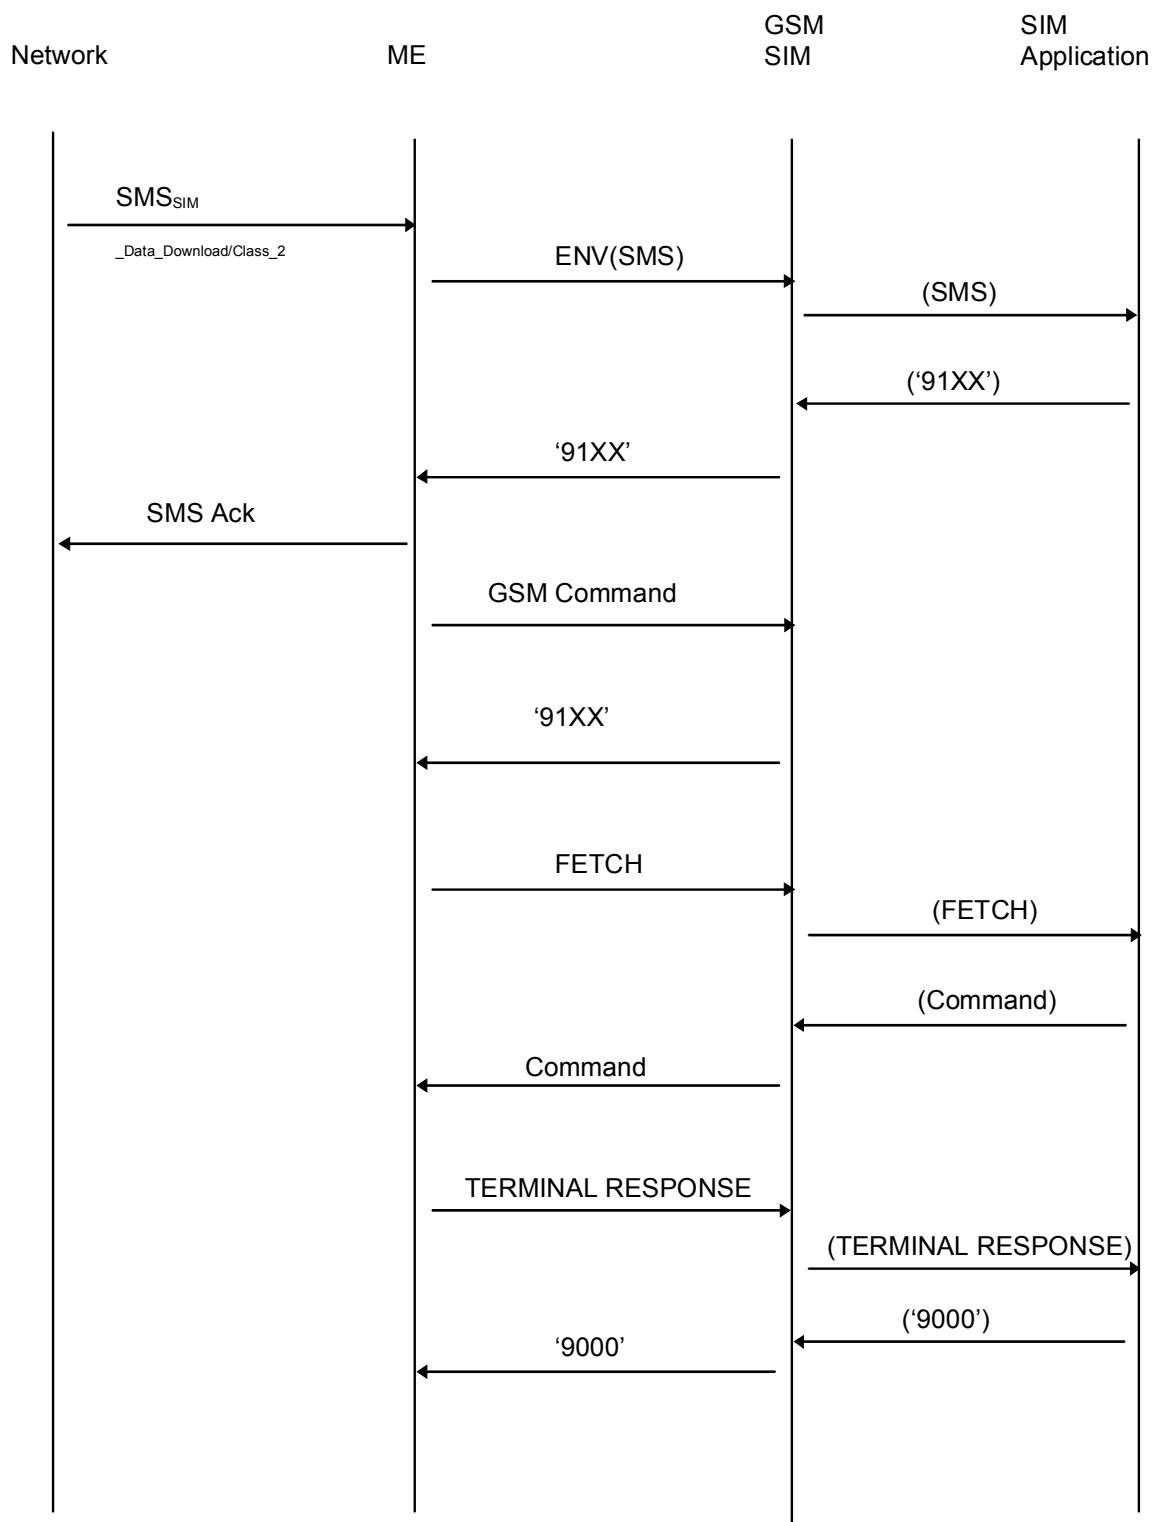 Network
ME
GSM
SIM
SIM
Application
SMSSIM
_Data_Download/Class_2
ENV(SMS)
(SMS)
(‘91XX’)
‘91XX’
SMS Ack
GSM Command
‘91XX’
FETCH
(FETCH)
(Command)
Command
TERMINAL RESPONSE
(TERMINAL RESPONSE)
(‘9000’)
‘9000’